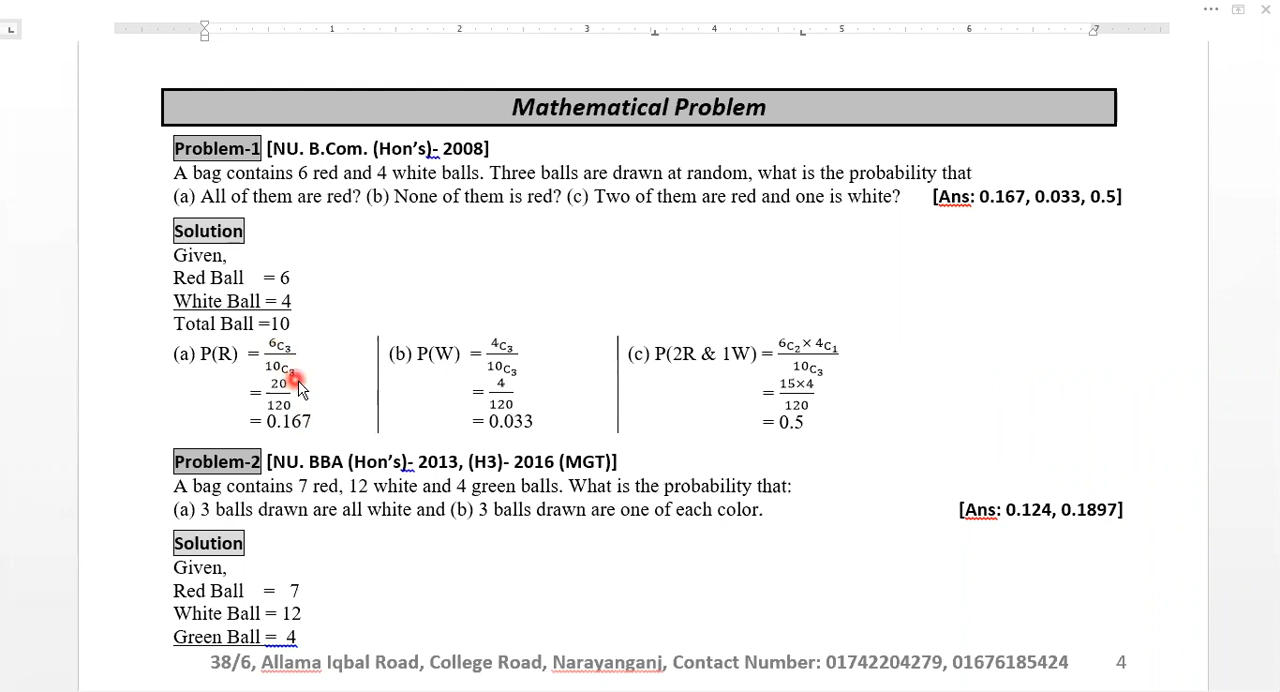 1 2 3 4 5 6 7
Mathematical Problem
Problem-1 [NU. B.Com. (Hon's)- 2008]
A bag contains 6 red and 4 white balls. Three balls are drawn at random, what is the probability that
(a) All of them are red? (b) None of them is red? (c) Two of them are red and one is white? [Ans: 0.167, 0.033, 0.5]
Solution
Given,
Red Ball = 6
White Ball = 4
Total Ball =10
(a) P(R) = 6C3/10C3
= 20/120
= 0.167
(b) P(W) = 4C3/10C3
= 4/120
= 0.033
(c) P(2R & 1W) = 6C2× 4C1/10C3
= 15×4/120
= 0.5
Problem-2 [NU. BBA (Hon's)- 2013, (H3)- 2016 (MGT)]
A bag contains 7 red, 12 white and 4 green balls. What is the probability that:
(a) 3 balls drawn are all white and (b) 3 balls drawn are one of each color. [Ans: 0.124, 0.1897]
Solution
Given,
Red Ball = 7
White Ball = 12
Green Ball = 4
38/6, Allama Iqbal Road, College Road, Narayanganj, Contact Number: 01742204279, 01676185424 4